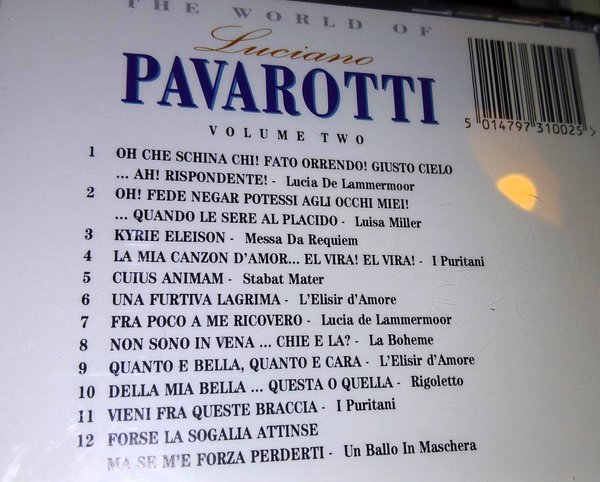 THE WORLD OF
Luciano
PAVAROTTI
VOLUME TWO
5 014797 310025 >
1 OH CHE SCHINA CHI! FATO ORRENDO! GIUSTO CIELO
... AH! RISPONDENTE! - Lucia De Lammermoor
2 OH! FEDE NEGAR POTESSI AGLI OCCHI MIEI!
... QUANDO LE SERE AL PLACIDO - Luisa Miller
3 KYRIE ELEISON - Messa Da Requiem
4 LA MIA CANZON D'AMOR... EL VIRA! EL VIRA! - I Puritani
5 CUIUS ANIMAM - Stabat Mater
6 UNA FURTIVA LAGRIMA - L'Elisir d'Amore
7 FRA POCO A ME RICOVERO - Lucia de Lammermoor
8 NON SONO IN VENA ... CHIE E LA? - La Boheme
9 QUANTO E BELLA, QUANTO E CARA - L'Elisir d'Amore
10 DELLA MIA BELLA ... QUESTA O QUELLA - Rigoletto
11 VIENI FRA QUESTE BRACCIA - I Puritani
12 FORSE LA SOGALIA ATTINSE
MA SE M'E FORZA PERDERTI - Un Ballo In Maschera